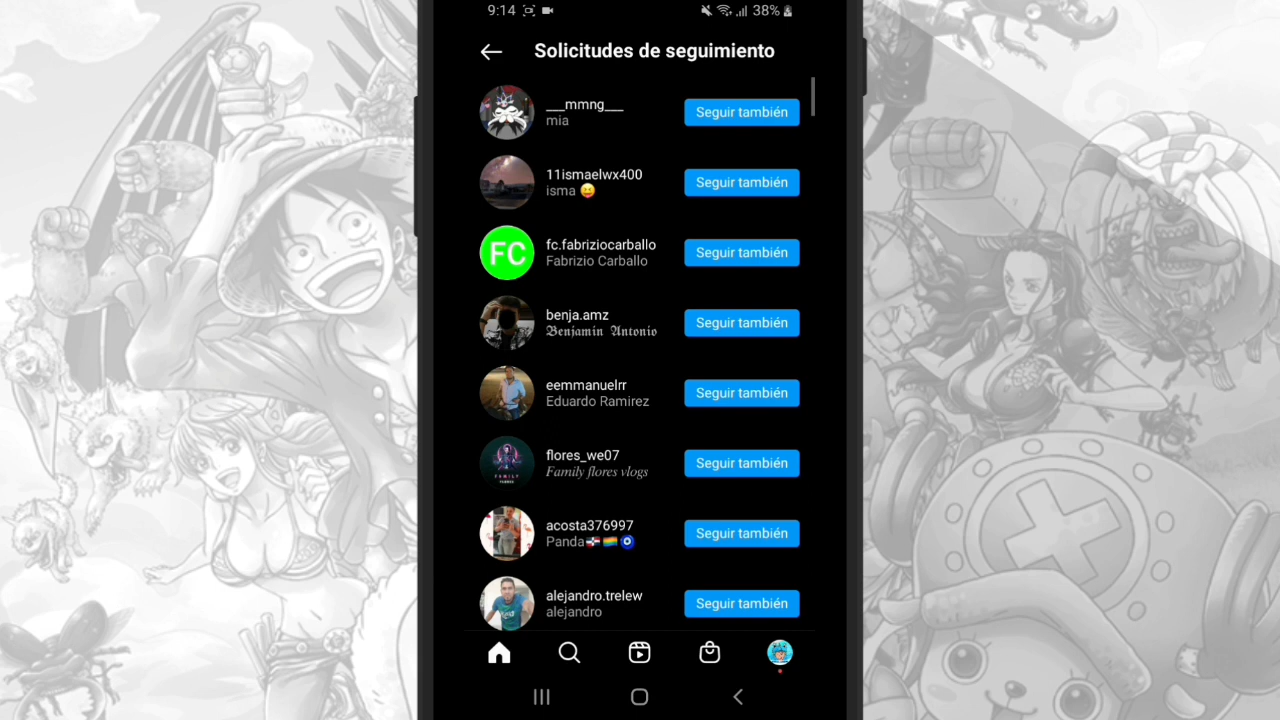 9:14
38%
Solicitudes de seguimiento
___mmng___
mia
Seguir también
11ismaelwx400
isma 😝
Seguir también
FC
fc.fabriziocarballo
Fabrizio Carballo
Seguir también
benja.amz
𝕭𝖊𝖓𝖏𝖆𝖒𝖎𝖓 𝕬𝖓𝖙𝖔𝖓𝖎𝖔
Seguir también
eemmanuelrr
Eduardo Ramirez
Seguir también
FAMILY
flores_we07
𝐹𝑎𝑚𝑖𝑙𝑦 𝑓𝑙𝑜𝑟𝑒𝑠 𝑣𝑙𝑜𝑔𝑠
Seguir también
acosta376997
Panda🇩🇴🏳️‍🌈🧿
Seguir también
alejandro.trelew
alejandro
Seguir también